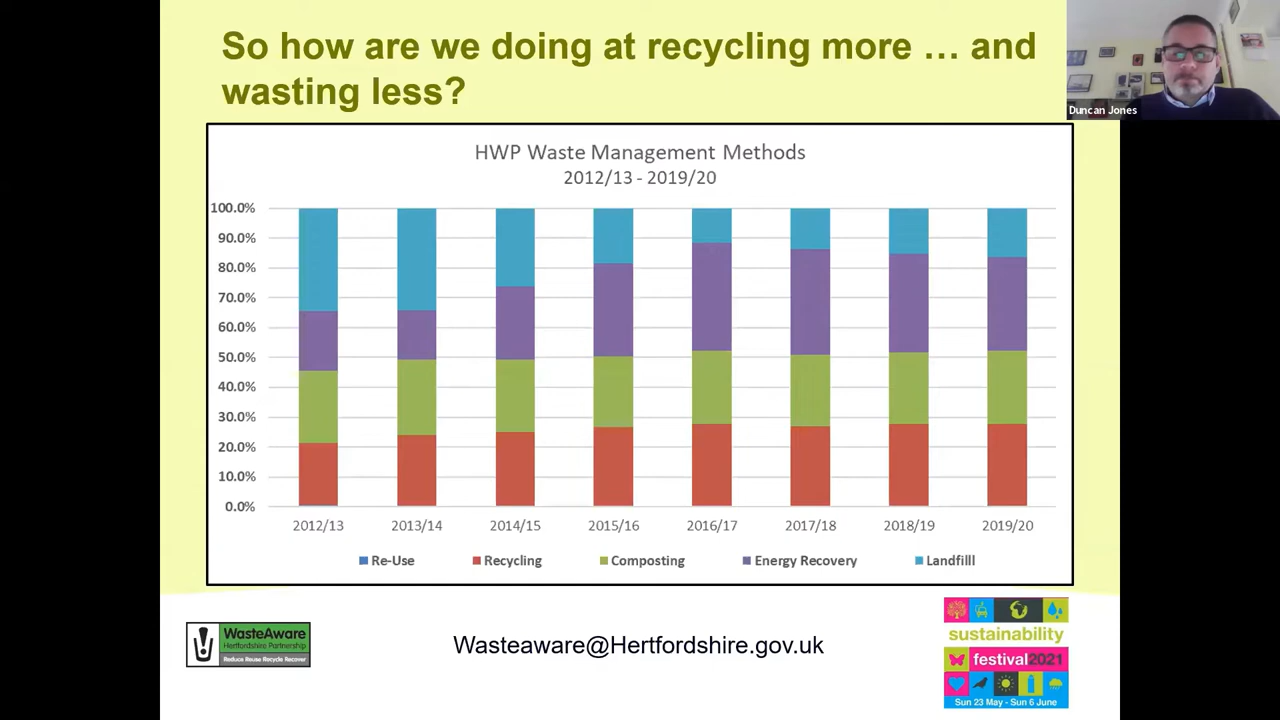 So how are we doing at recycling more … and
wasting less?
Duncan Jones
HWP Waste Management Methods
2012/13 - 2019/20
100.0%
90.0%
80.0%
70.0%
60.0%
50.0%
40.0%
30.0%
20.0%
10.0%
0.0%
2012/13 2013/14 2014/15 2015/16 2016/17 2017/18 2018/19 2019/20
Re-Use Recycling Composting Energy Recovery Landfilll
WasteAware
Hertfordshire Partnership
Reduce Reuse Recycle Recover
Wasteaware@Hertfordshire.gov.uk
sustainability
festival2021
Sun 23 May - Sun 6 June